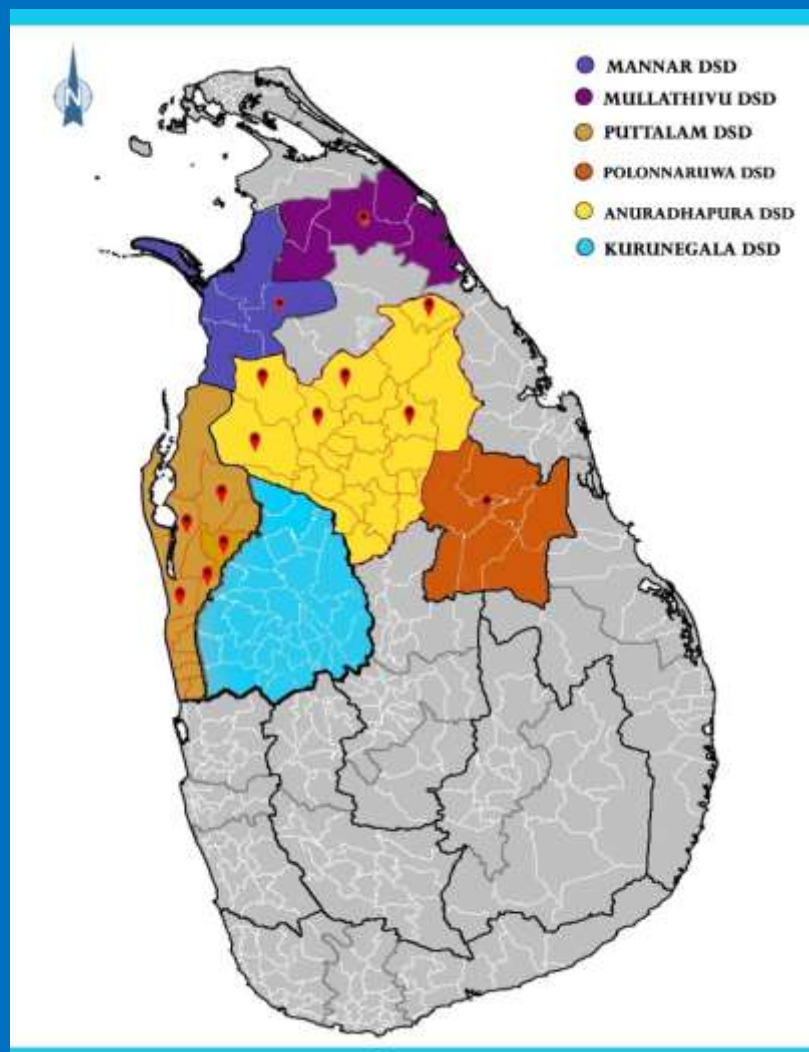 N
MANNAR DSD
MULLATHIVU DSD
PUTTALAM DSD
POLONNARUWA DSD
ANURADHAPURA DSD
KURUNEGALA DSD